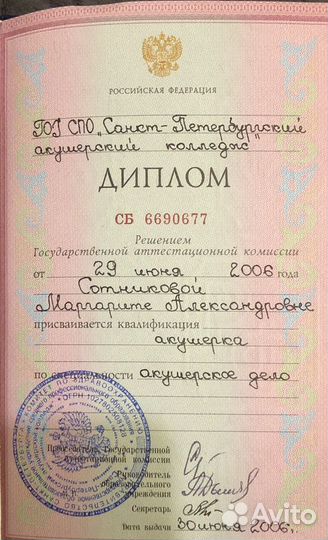 РОССИЙСКАЯ ФЕДЕРАЦИЯ
ГОУ СПО „Санкт-Петербургский
акушерский колледж"
ДИПЛОМ
СБ 6690677
Решением
Государственной аттестационной комиссии
от 29 июня 2006 года
Сотниковой
Маргарите Александровне
присваивается квалификация
акушерка
по специальности акушерское дело
Председатель Государственной
аттестационной комиссии
Руководитель
образовательного
учреждения
Секретарь
Дата выдачи 30 июня 2006 г.
Avito